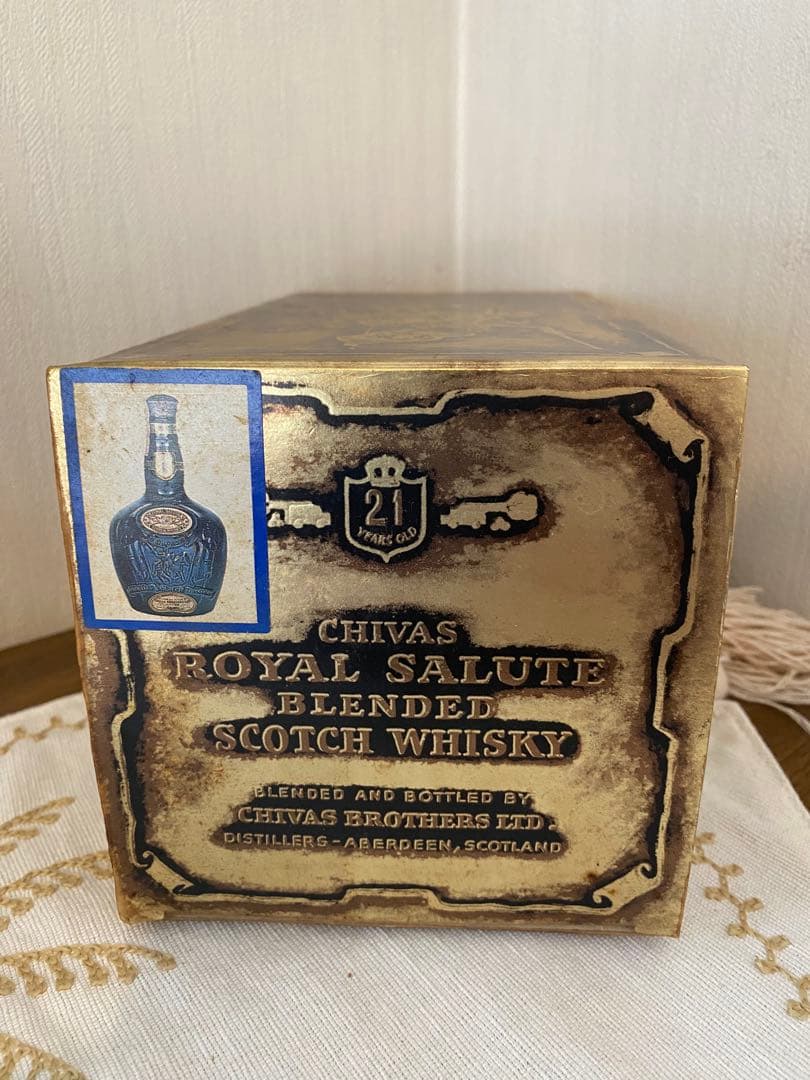 21
YEARS OLD
CHIVAS
ROYAL SALUTE
BLENDED
SCOTCH WHISKY
BLENDED AND BOTTLED BY
CHIVAS BROTHERS LTD.
DISTILLERS - ABERDEEN, SCOTLAND